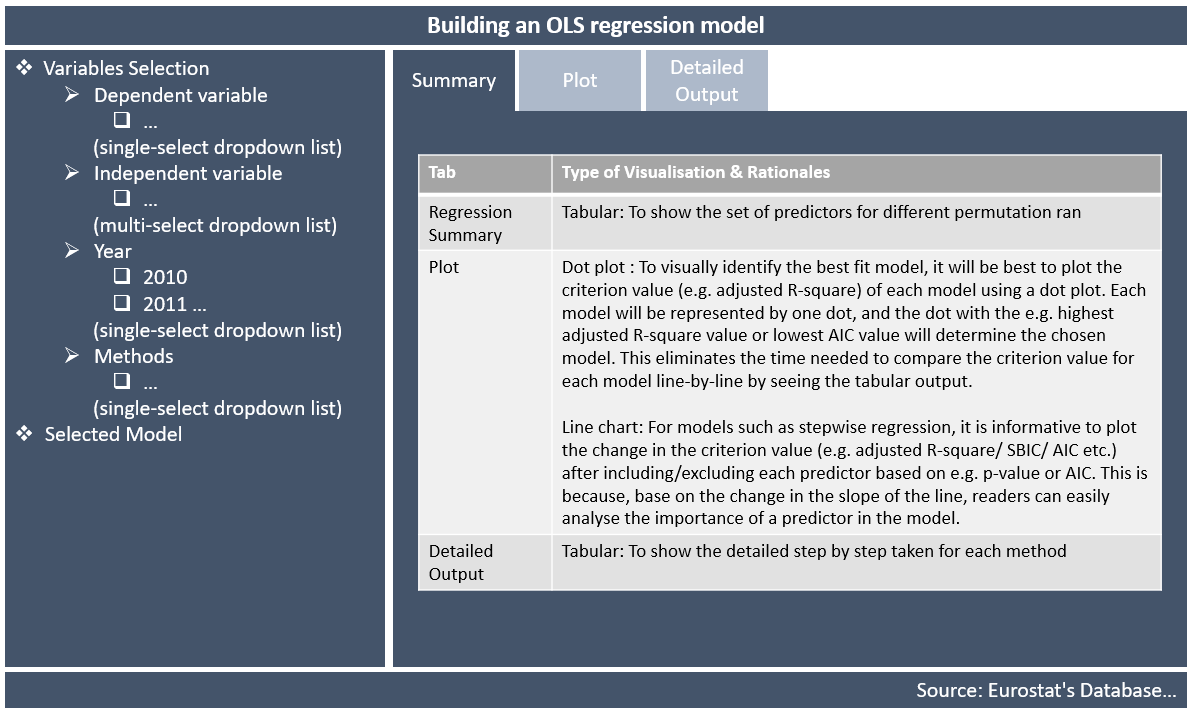 Building an OLS regression model
Variables Selection
Dependent variable
...
(single-select dropdown list)
Independent variable
...
(multi-select dropdown list)
Year
2010
2011 ...
(single-select dropdown list)
Methods
...
(single-select dropdown list)
Selected Model
Summary
Plot
Detailed
Output
Tab
Type of Visualisation & Rationales
Regression
Summary
Tabular: To show the set of predictors for different permutation ran
Plot
Dot plot : To visually identify the best fit model, it will be best to plot the
criterion value (e.g. adjusted R-square) of each model using a dot plot. Each
model will be represented by one dot, and the dot with the e.g. highest
adjusted R-square value or lowest AIC value will determine the chosen
model. This eliminates the time needed to compare the criterion value for
each model line-by-line by seeing the tabular output.
Line chart: For models such as stepwise regression, it is informative to plot
the change in the criterion value (e.g. adjusted R-square/ SBIC/ AIC etc.)
after including/excluding each predictor based on e.g. p-value or AIC. This is
because, base on the change in the slope of the line, readers can easily
analyse the importance of a predictor in the model.
Detailed
Output
Tabular: To show the detailed step by step taken for each method
Source: Eurostat's Database...